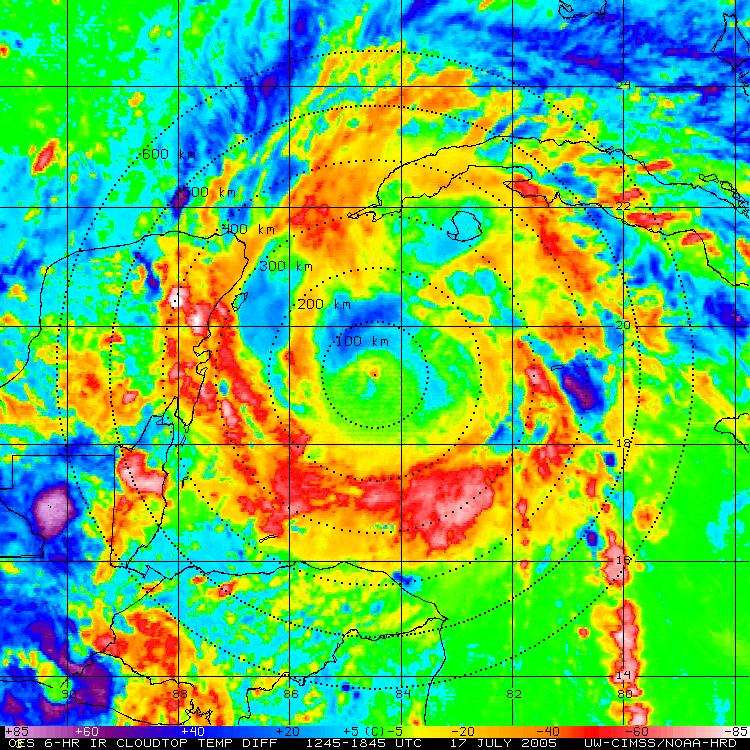 24
600 km
500 km
22
400 km
300 km
200 km
20
100 km
18
16
14
90 88 86 84 82 80
+85 +60 +40 +20 +5 (C) -5 -20 -40 -60 -85
GOES 6-HR IR CLOUDTOP TEMP DIFF 1245-1845 UTC 17 JULY 2005 UW-CIMSS/NOAA-HRD